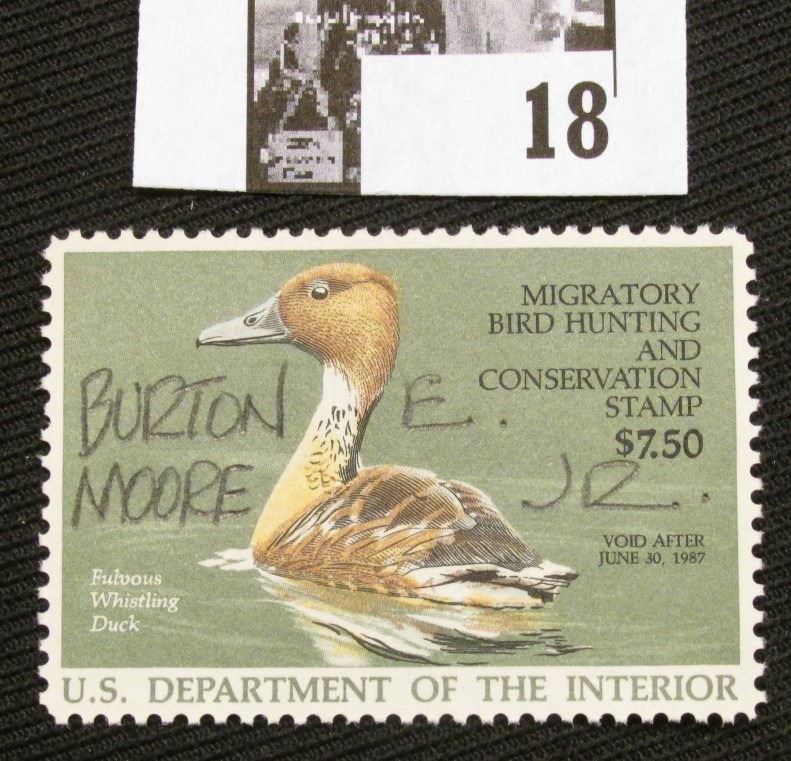 18
MIGRATORY
BIRD HUNTING
AND
CONSERVATION
STAMP
$7.50
BURTON E.
MOORE JR.
VOID AFTER
JUNE 30, 1987
Fulvous
Whistling
Duck
U.S. DEPARTMENT OF THE INTERIOR